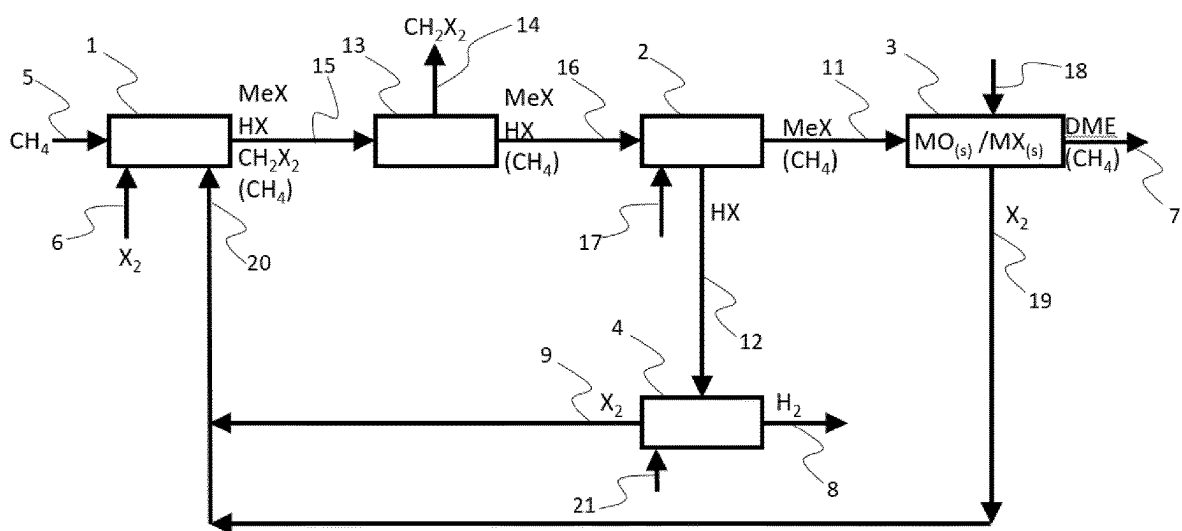 CH₂X₂
14
1
13
2
3
5
15
16
11
18
MeX
HX
CH₂X₂
(CH₄)
MeX
HX
(CH₄)
MeX
(CH₄)
CH₄
MO(s) /MX(s)
DME
(CH₄)
6
X₂
20
17
HX
X₂
7
19
12
4
9
X₂
H₂
21
8